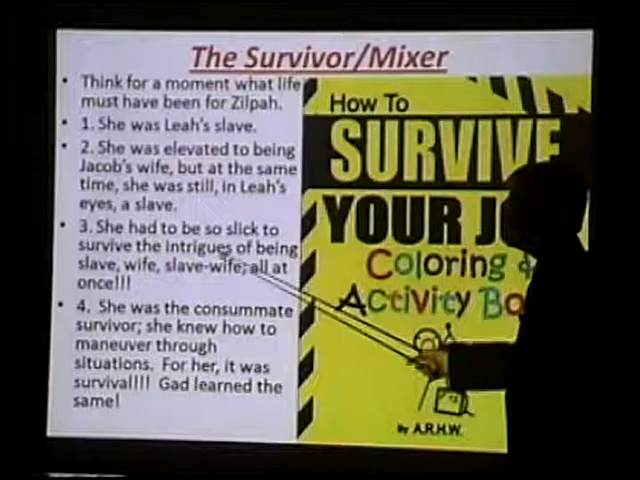 The Survivor/Mixer
• Think for a moment what life
must have been for Zilpah.
• 1. She was Leah's slave.
• 2. She was elevated to being
Jacob's wife, but at the same
time, she was still, in Leah's
eyes, a slave.
• 3. She had to be so slick to
survive the intrigues of being
slave, wife, slave-wife; all at
once!!!
• 4. She was the consummate
survivor; she knew how to
maneuver through
situations. For her, it was
survival!!!! Gad learned the
same!
How To
SURVIVE
YOUR J
Coloring &
Activity Bo
By A.R.H.W.